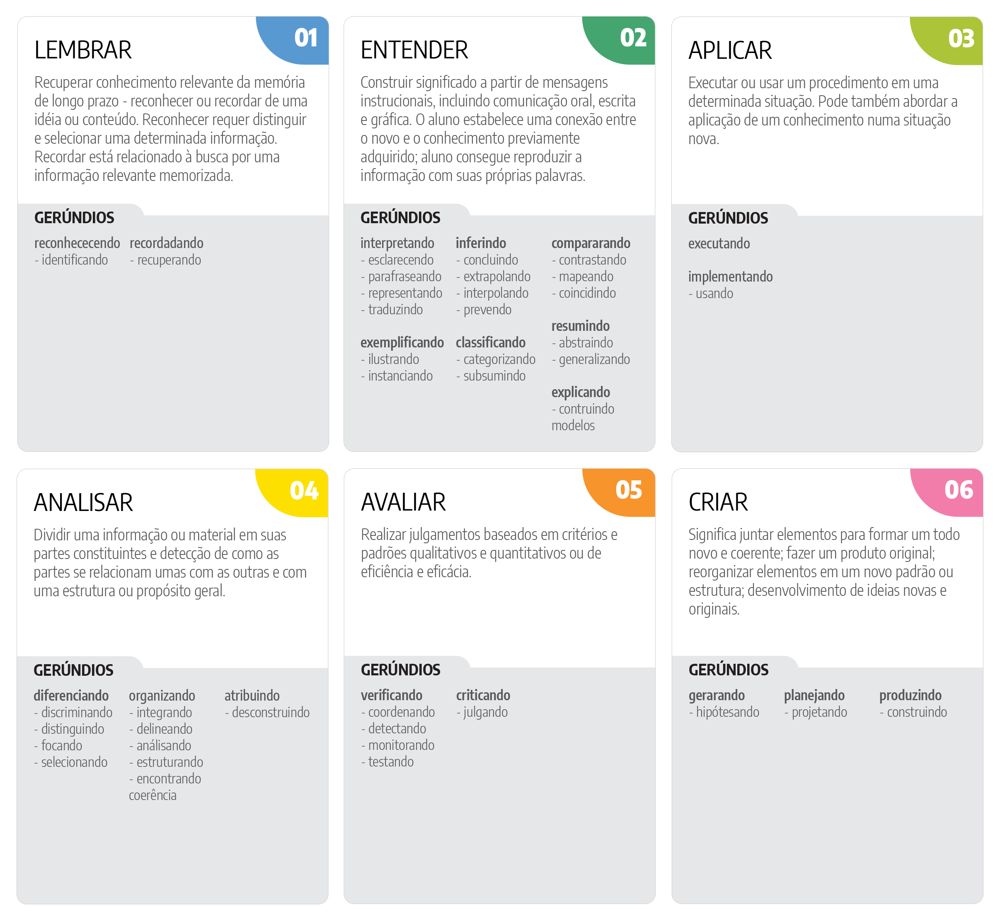 01
LEMBRAR
Recuperar conhecimento relevante da memória
de longo prazo - reconhecer ou recordar de uma
idéia ou conteúdo. Reconhecer requer distinguir
e selecionar uma determinada informação.
Recordar está relacionado à busca por uma
informação relevante memorizada.
GERÚNDIOS
reconhececendo
- identificando
recordadando
- recuperando
02
ENTENDER
Construir significado a partir de mensagens
instrucionais, incluindo comunicação oral, escrita
e gráfica. O aluno estabelece uma conexão entre
o novo e o conhecimento previamente
adquirido; aluno consegue reproduzir a
informação com suas próprias palavras.
GERÚNDIOS
interpretando
- esclarecendo
- parafraseando
- representando
- traduzindo
exemplificando
- ilustrando
- instanciando
inferindo
- concluindo
- extrapolando
- interpolando
- prevendo
classificando
- categorizando
- subsumindo
compararando
- contrastando
- mapeando
- coincidindo
resumindo
- abstraindo
- generalizando
explicando
- contruindo
modelos
03
APLICAR
Executar ou usar um procedimento em uma
determinada situação. Pode também abordar a
aplicação de um conhecimento numa situação
nova.
GERÚNDIOS
executando
implementando
- usando
04
ANALISAR
Dividir uma informação ou material em suas
partes constituintes e detecção de como as
partes se relacionam umas com as outras e com
uma estrutura ou propósito geral.
GERÚNDIOS
diferenciando
- discriminando
- distinguindo
- focando
- selecionando
organizando
- integrando
- delineando
- análisando
- estruturando
- encontrando
coerência
atribuindo
- desconstruindo
05
AVALIAR
Realizar julgamentos baseados em critérios e
padrões qualitativos e quantitativos ou de
eficiência e eficácia.
GERÚNDIOS
verificando
- coordenando
- detectando
- monitorando
- testando
criticando
- julgando
06
CRIAR
Significa juntar elementos para formar um todo
novo e coerente; fazer um produto original;
reorganizar elementos em um novo padrão ou
estrutura; desenvolvimento de ideias novas e
originais.
GERÚNDIOS
gerarando
- hipótesando
planejando
- projetando
produzindo
- construindo